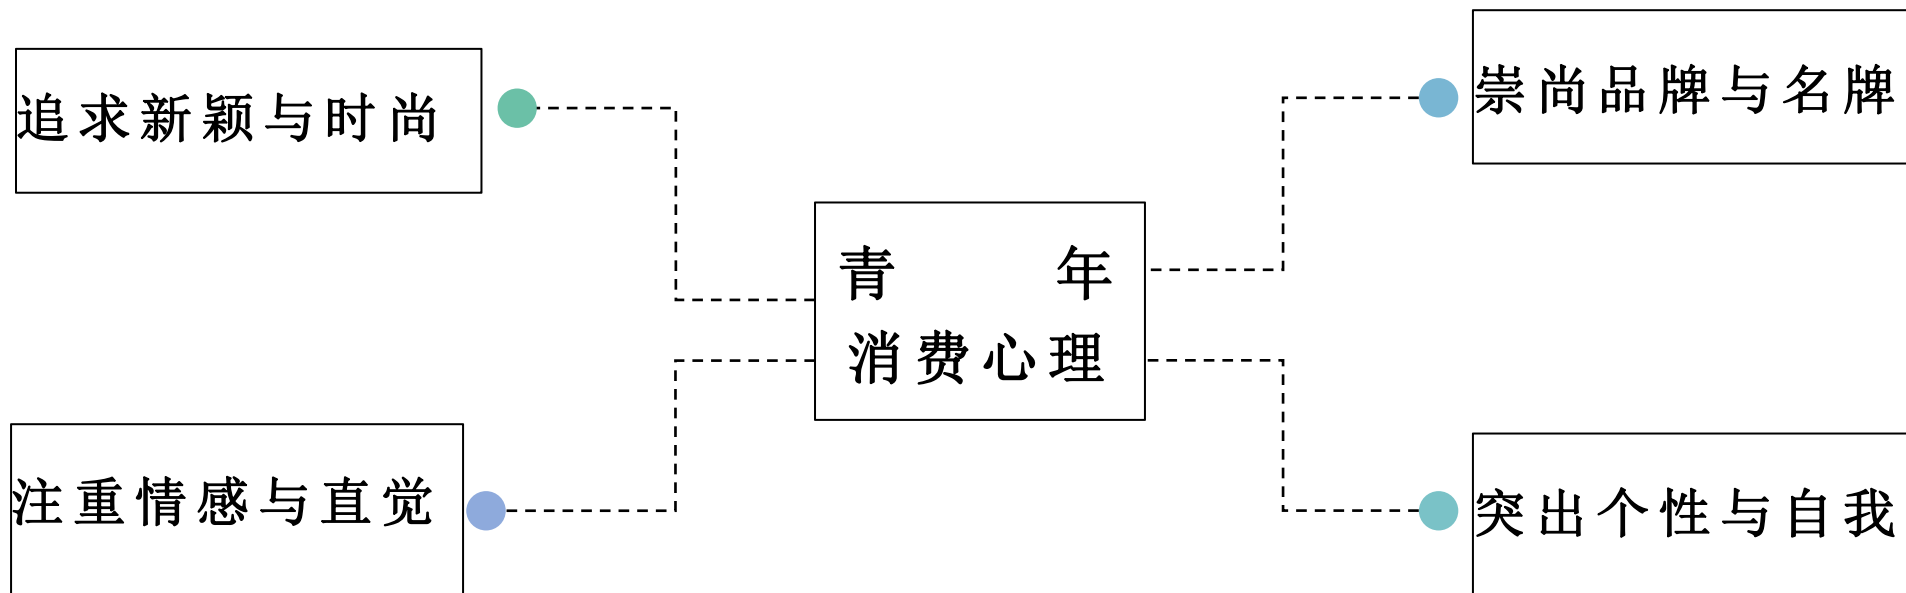 追求新颖与时尚
崇尚品牌与名牌
青 年
消费心理
注重情感与直觉
突出个性与自我